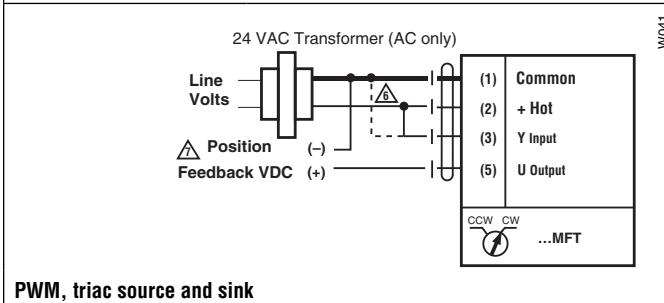 24 VAC Transformer (AC only)
W041
Line
Volts
(1) Common
6
(2) + Hot
(3) Y Input
7 Position (–)
Feedback VDC (+)
(5) U Output
CCW CW
...MFT
PWM, triac source and sink